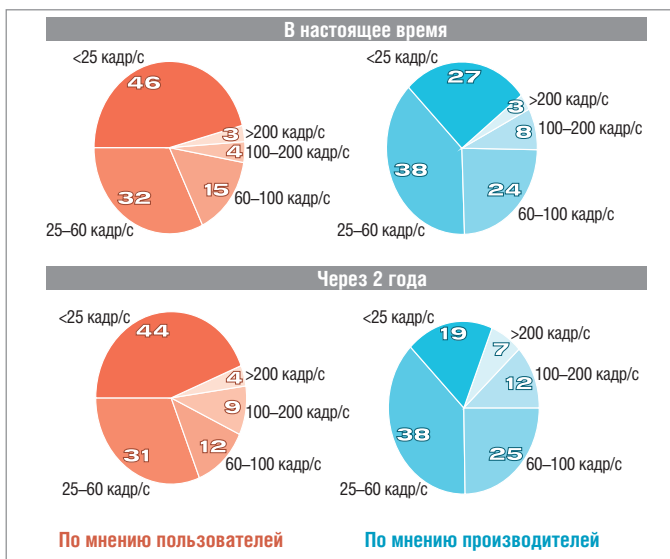 В настоящее время
<25 кадр/с
46
3
>200 кадр/с
4
100–200 кадр/с
15
60–100 кадр/с
32
25–60 кадр/с
<25 кадр/с
27
3
>200 кадр/с
8
100–200 кадр/с
24
60–100 кадр/с
38
25–60 кадр/с
Через 2 года
<25 кадр/с
44
4
>200 кадр/с
9
100–200 кадр/с
12
60–100 кадр/с
31
25–60 кадр/с
<25 кадр/с
19
7
>200 кадр/с
12
100–200 кадр/с
25
60–100 кадр/с
38
25–60 кадр/с
По мнению пользователей
По мнению производителей